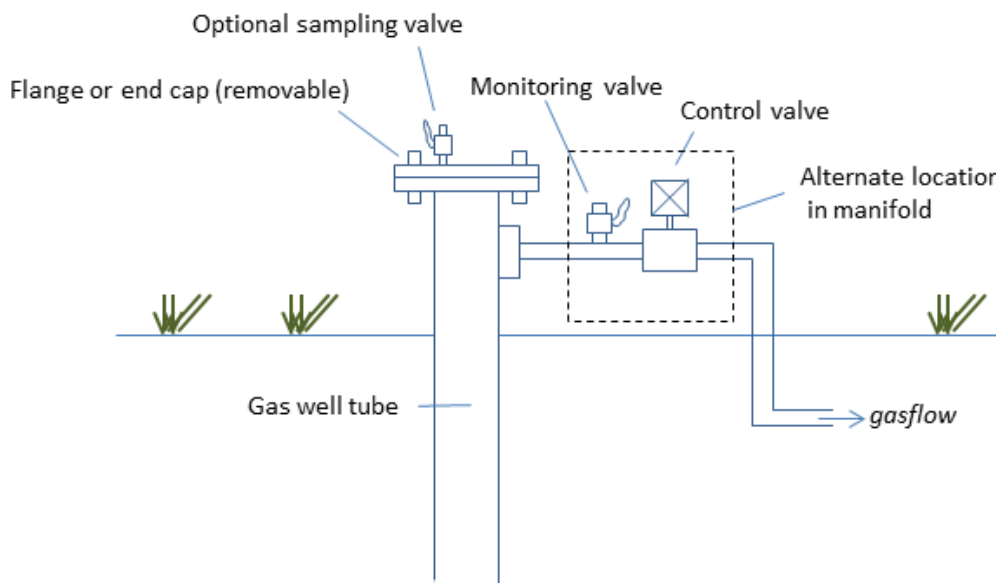 Optional sampling valve
Flange or end cap (removable)
Monitoring valve
Control valve
Alternate location
in manifold
Gas well tube
gasflow